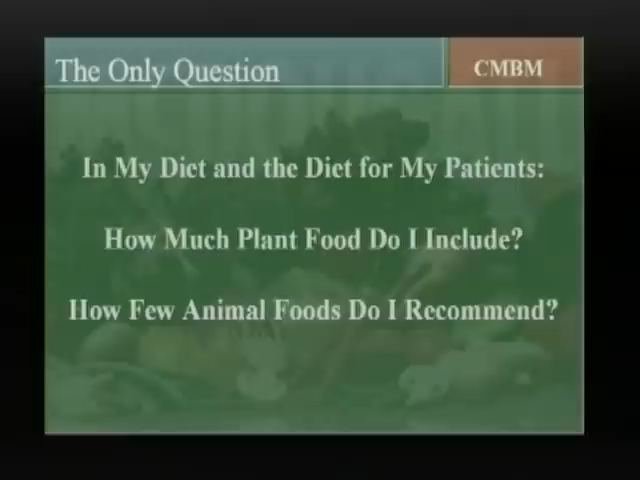 The Only Question
CMBM
In My Diet and the Diet for My Patients:
How Much Plant Food Do I Include?
How Few Animal Foods Do I Recommend?